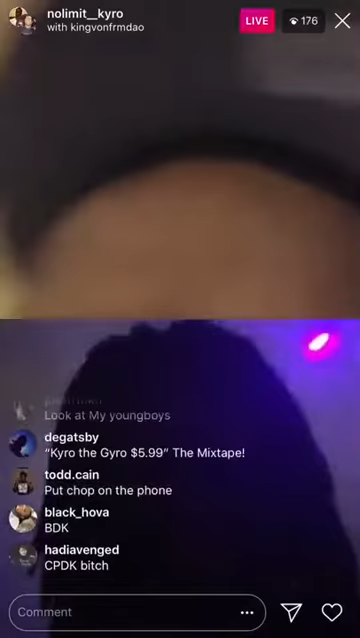 nolimit__kyro
with kingvonfrmdao
LIVE
176
Look at My youngboys
degatsby
“Kyro the Gyro $5.99” The Mixtape!
todd.cain
Put chop on the phone
black_hova
BDK
hadiavenged
CPDK bitch
Comment